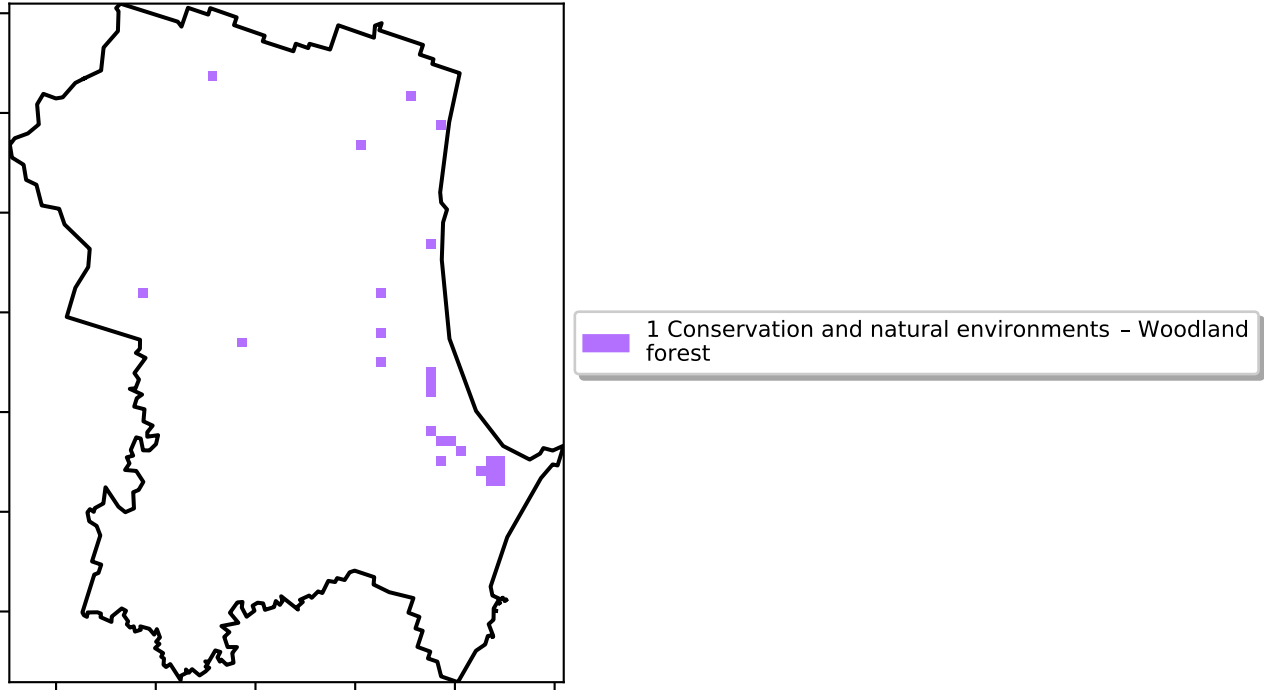 1 Conservation and natural environments – Woodland
forest